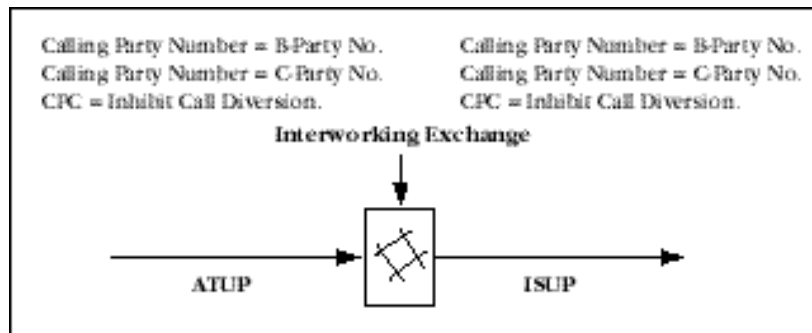 Calling Party Number = B-Party No.
Calling Party Number = C-Party No.
CPC = Inhibit Call Diversion.
Calling Party Number = B-Party No.
Calling Party Number = C-Party No.
CPC = Inhibit Call Diversion.
Interworking Exchange
ATUP
ISUP